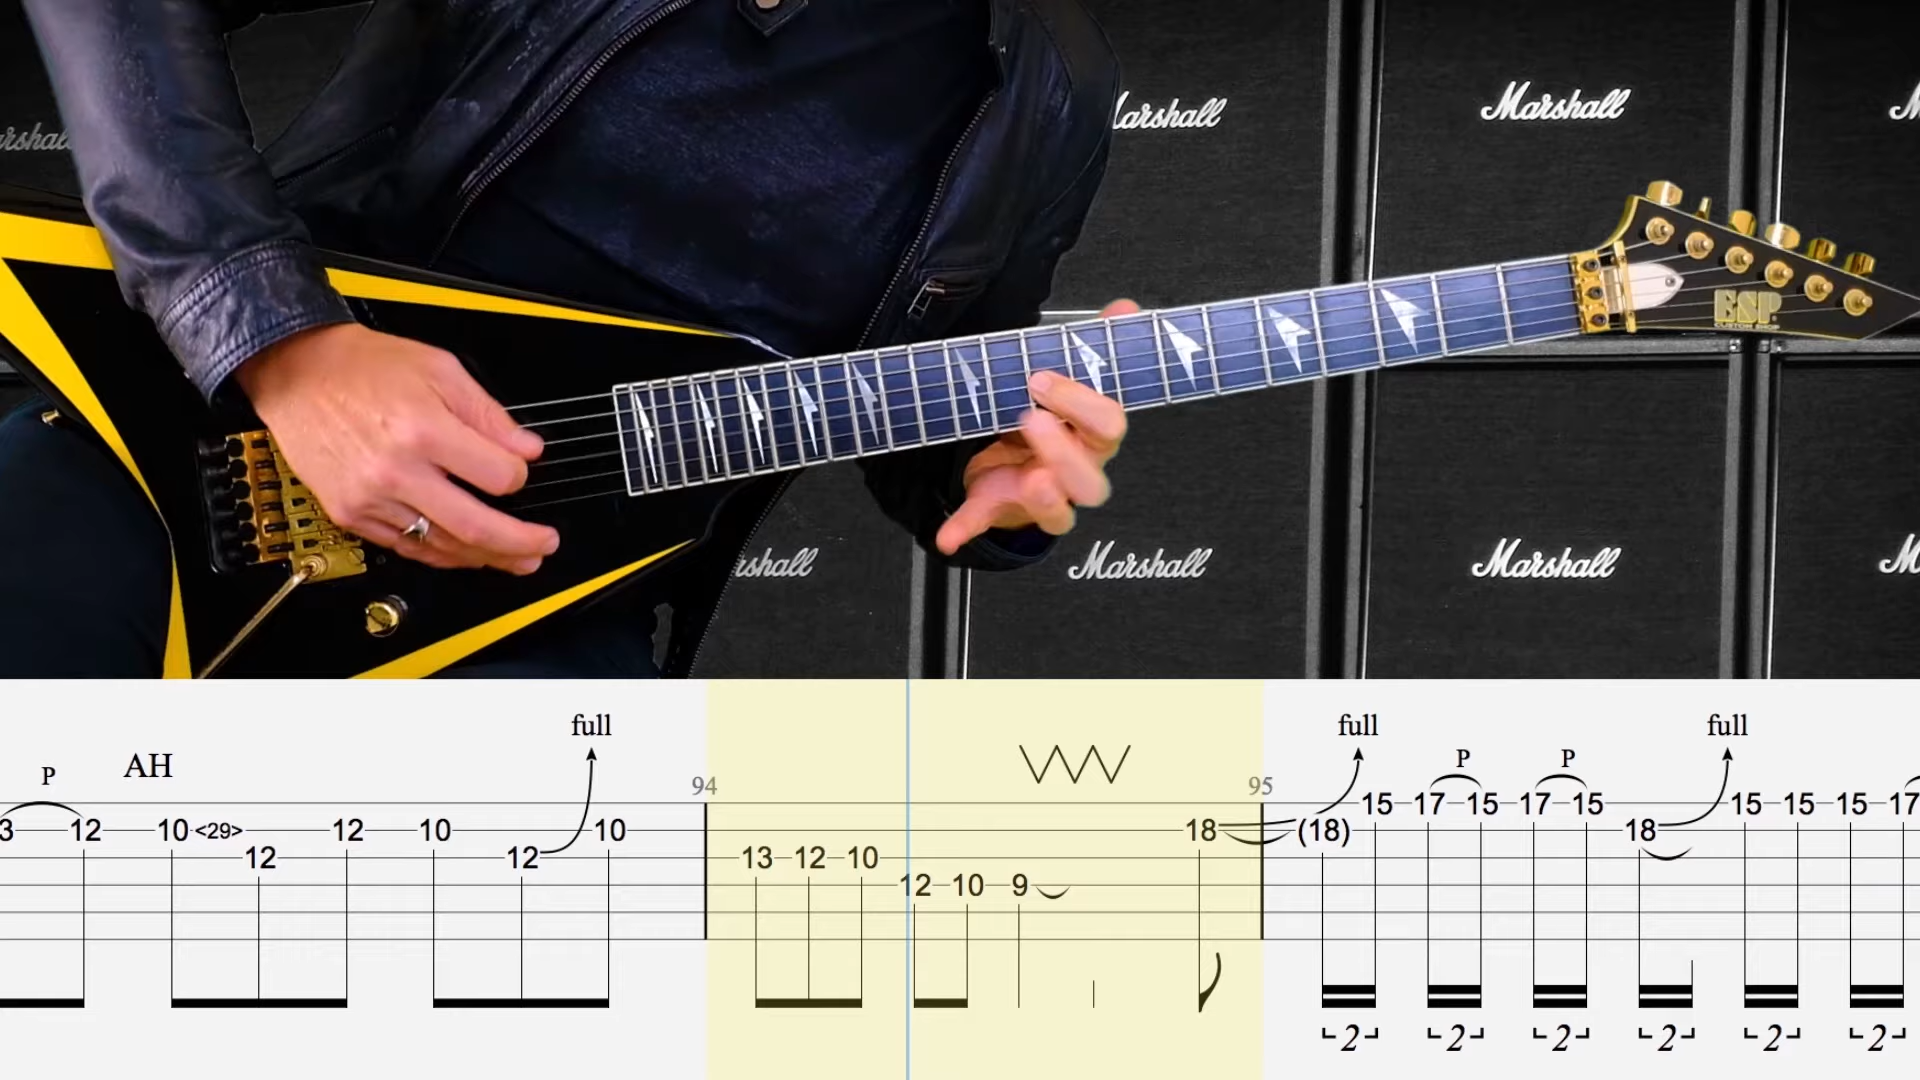 Marshall
Marshall
ESP
CUSTOM SHOP
Marshall
Marshall
full full full
P AH P P
94 95
15 17 15 17 15 15 15 15 17
12 10 <29> 12 10 10 18 (18) 18
12 12 13 12 10
12 10 9
2 2 2 2 2 2